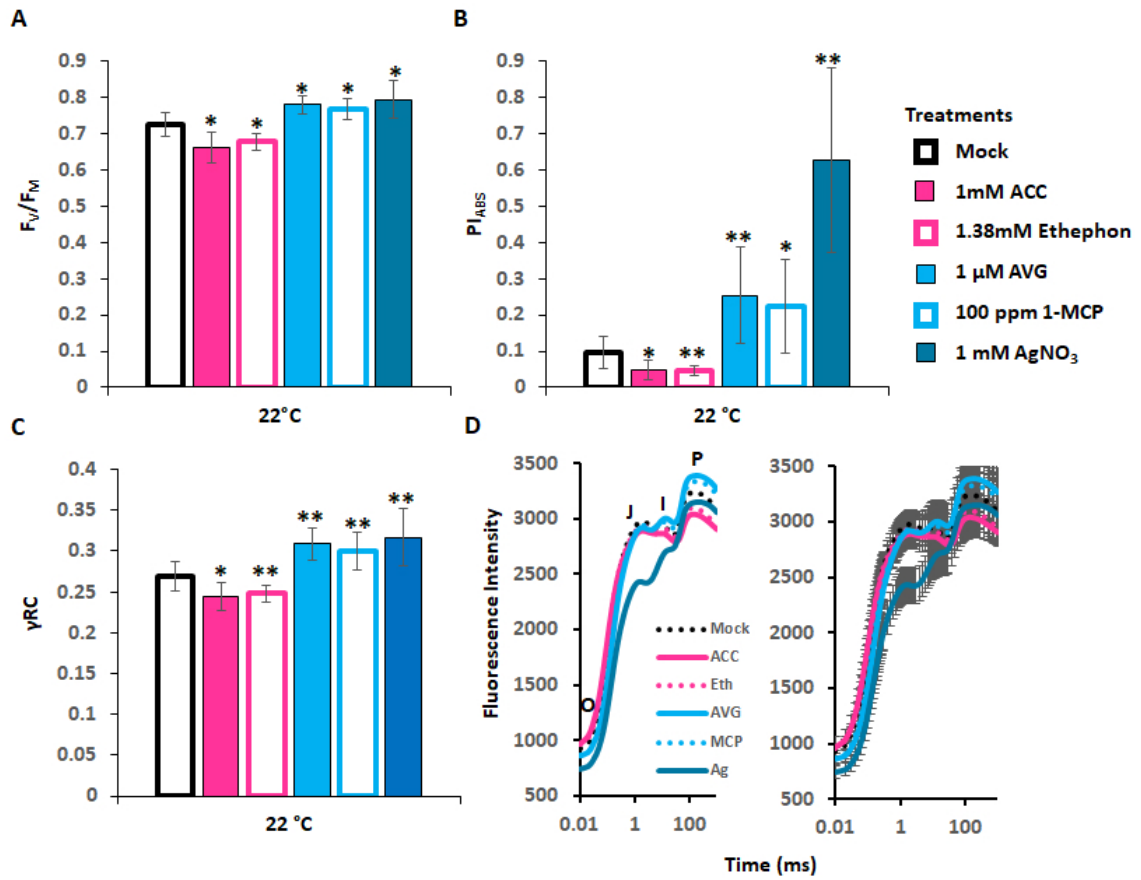 A
F_V/F_M
0.9
0.8
0.7
0.6
0.5
0.4
0.3
0.2
0.1
0
*
*
*
*
*
22°C
B
PI_ABS
0.9
0.8
0.7
0.6
0.5
0.4
0.3
0.2
0.1
0
*
**
**
*
**
22 °C
Treatments
Mock
1mM ACC
1.38mM Ethephon
1 µM AVG
100 ppm 1-MCP
1 mM AgNO₃
C
γRC
0.4
0.35
0.3
0.25
0.2
0.15
0.1
0.05
0
*
**
**
**
**
22 °C
D
Fluorescence Intensity
3500
3000
2500
2000
1500
1000
500
O
J
I
P
Mock
ACC
Eth
AVG
MCP
Ag
0.01 1 100
3500
3000
2500
2000
1500
1000
500
0.01 1 100
Time (ms)